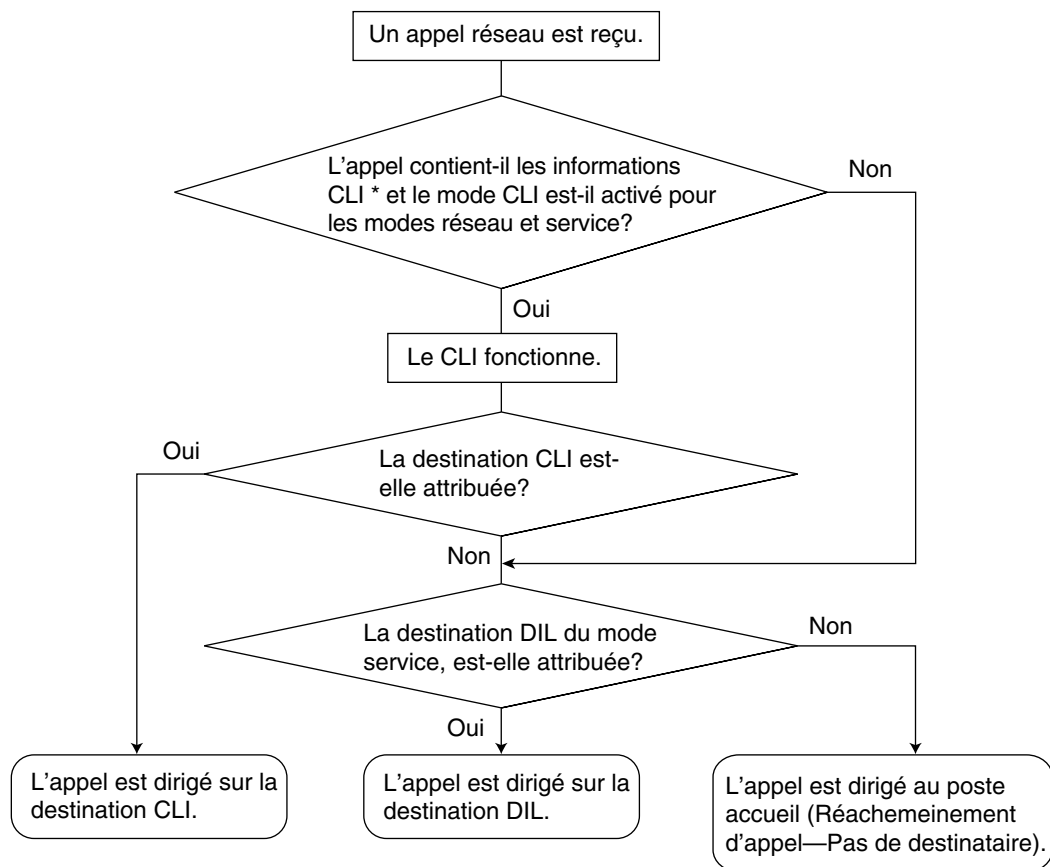 Un appel réseau est reçu.
L'appel contient-il les informations
CLI * et le mode CLI est-il activé pour
les modes réseau et service?
Non
Oui
Le CLI fonctionne.
Oui
La destination CLI est-
elle attribuée?
Non
La destination DIL du mode
service, est-elle attribuée?
Non
Oui
L'appel est dirigé sur la
destination CLI.
L'appel est dirigé sur la
destination DIL.
L'appel est dirigé au poste
accueil (Réachemeinement
d'appel—Pas de destinataire).